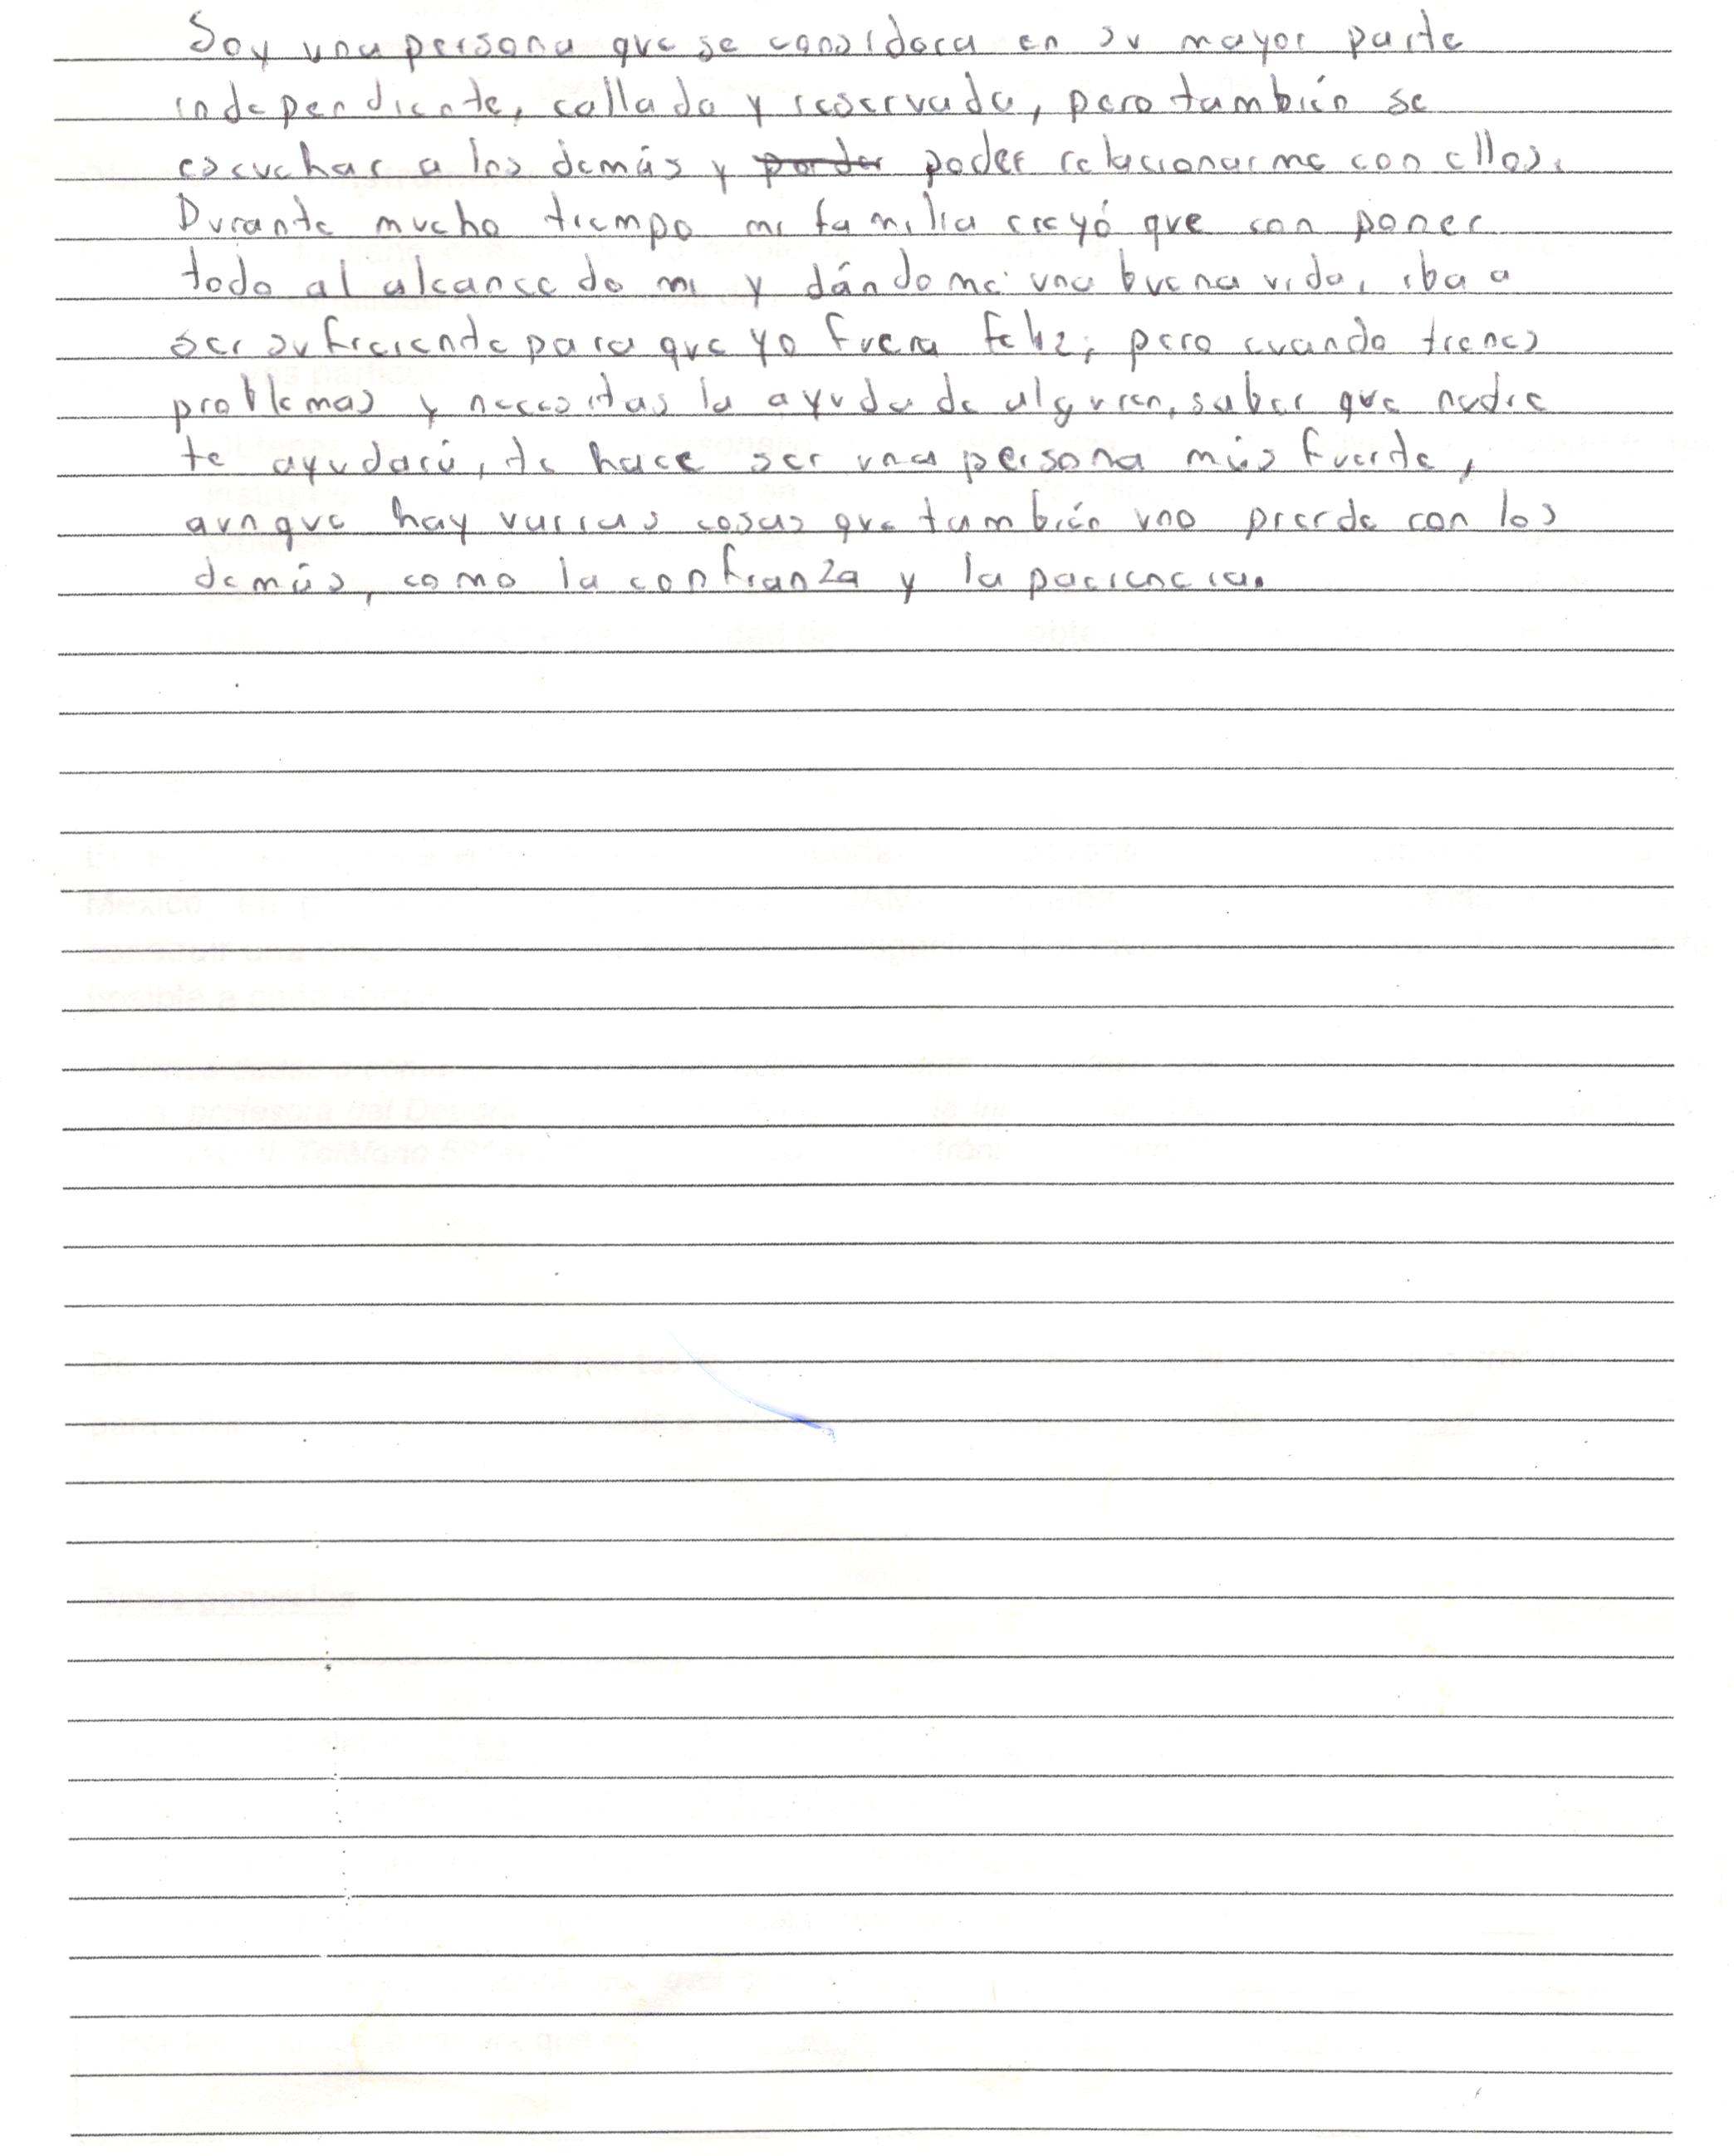 Soy una persona que se considera en su mayor parte
independiente, callada y reservada, pero también se
escuchar a los demás y poder poder relacionarme con ellos.
Durante mucho tiempo mi familia creyó que con poner
todo al alcance de mi y dándome una buena vida, iba a
ser suficiente para que yo fuera feliz; pero cuando tienes
problemas y necesitas la ayuda de alguien, saber que nadie
te ayudará, te hace ser una persona más fuerte,
aunque hay varias cosas que también uno pierde con los
demás, como la confianza y la paciencia.